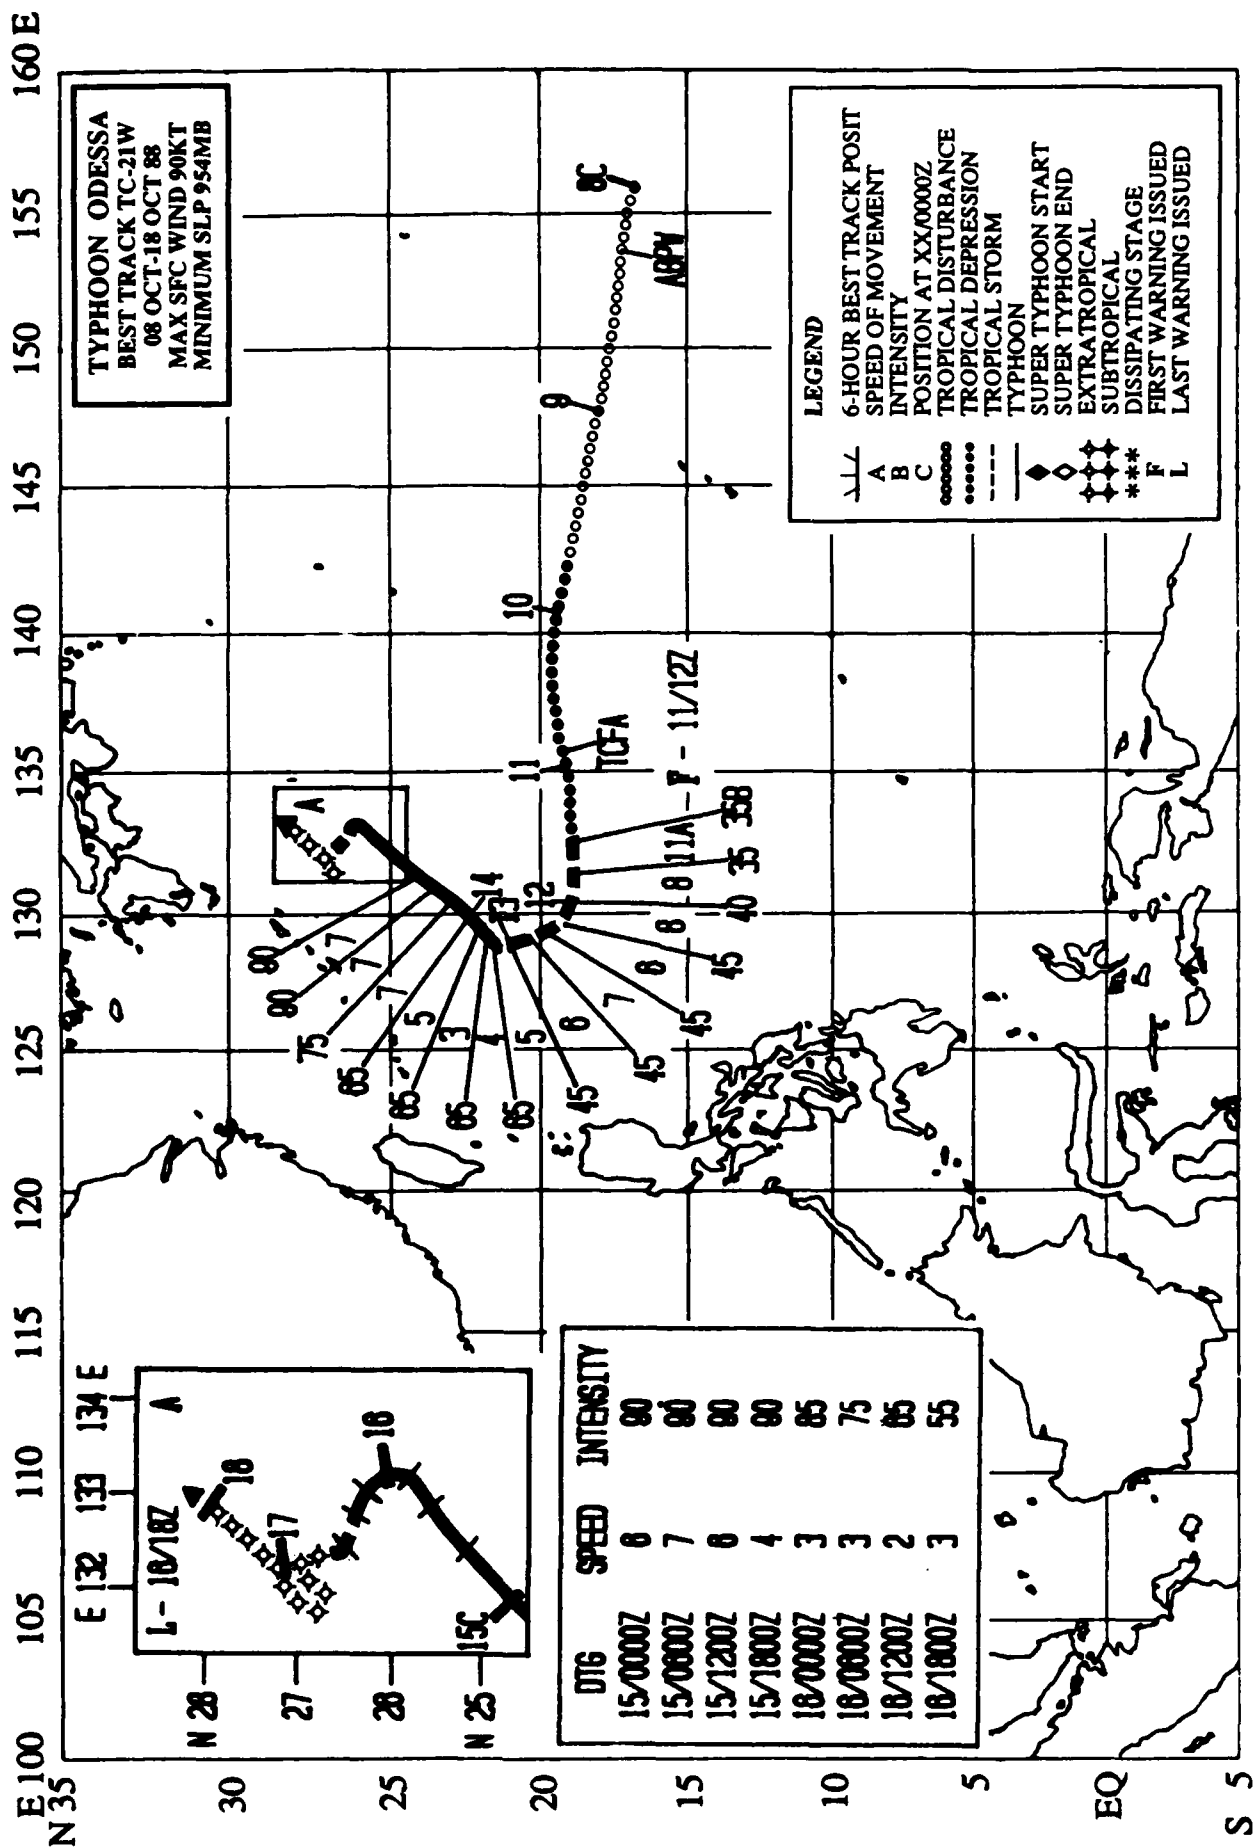 TYPHOON ODESSA
BEST TRACK TC-21W
08 OCT-18 OCT 88
MAX SFC WIND 90KT
MINIMUM SLP 954MB
E 100
105
110
115
120
125
130
135
140
145
150
155
160 E
N 35
30
25
20
15
10
5
EQ
S 5
E 132
133
134 E
N 28
27
26
N 25
L - 16/18Z
A
18
17
16
15C
A
90
7
7
75
7
65
5
65
3
65
4
65
5
45
6
45
7
45
6
45
8
40
8
35
11A
35B
14
13
12
11
10
9
8C
TCFA
ABPW
F - 11/12Z
DTG SPEED INTENSITY
15/0000Z 6 90
15/0600Z 7 90
15/1200Z 6 90
15/1800Z 4 90
16/0000Z 3 85
16/0600Z 3 75
16/1200Z 2 65
16/1800Z 3 55
LEGEND
6-HOUR BEST TRACK POSIT
A SPEED OF MOVEMENT
B INTENSITY
C POSITION AT XX/0000Z
TROPICAL DISTURBANCE
TROPICAL DEPRESSION
TROPICAL STORM
TYPHOON
SUPER TYPHOON START
SUPER TYPHOON END
EXTRATROPICAL
SUBTROPICAL
*** DISSIPATING STAGE
F FIRST WARNING ISSUED
L LAST WARNING ISSUED